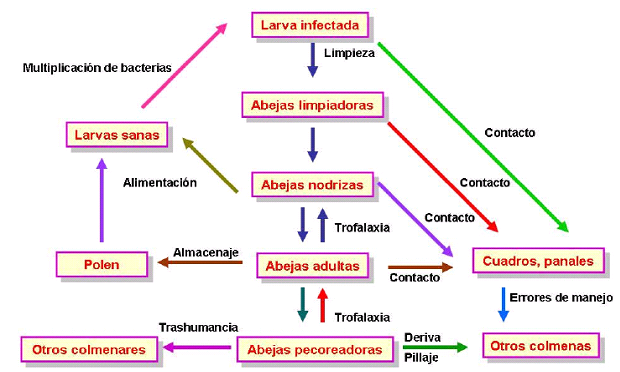 Larva infectada
Limpieza
Multiplicación de bacterias
Abejas limpiadoras
Larvas sanas
Contacto
Alimentación
Abejas nodrizas
Contacto
Contacto
Trofalaxia
Almacenaje
Polen
Abejas adultas
Contacto
Cuadros, panales
Errores de manejo
Trofalaxia
Trashumancia
Deriva
Otros colmenares
Abejas pecoreadoras
Pillaje
Otros colmenas